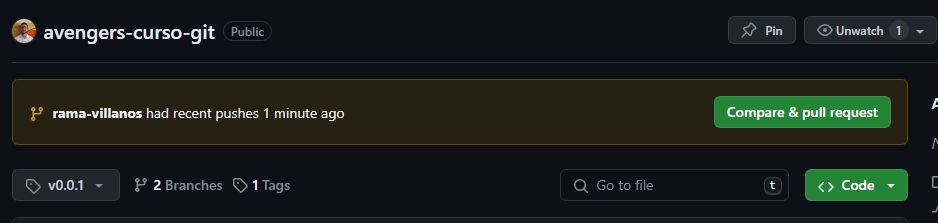 avengers-curso-git Public Pin Unwatch 1
rama-villanos had recent pushes 1 minute ago Compare & pull request
v0.0.1 2 Branches 1 Tags Go to file t Code